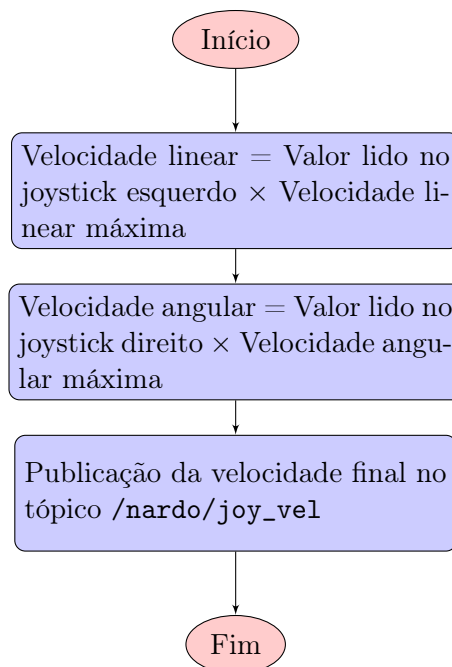 Início
Velocidade linear = Valor lido no
joystick esquerdo × Velocidade li-
near máxima
Velocidade angular = Valor lido no
joystick direito × Velocidade angu-
lar máxima
Publicação da velocidade final no
tópico /nardo/joy_vel
Fim